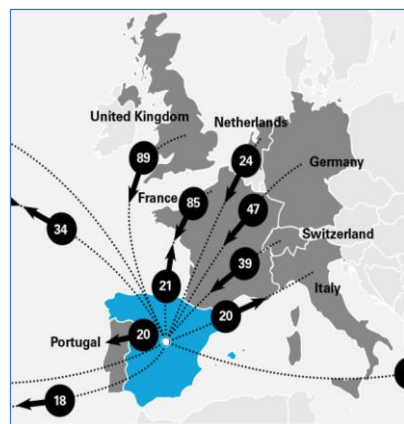 United Kingdom
Netherlands
89
24
Germany
France
85
47
34
Switzerland
39
21
20
Italy
Portugal
20
18